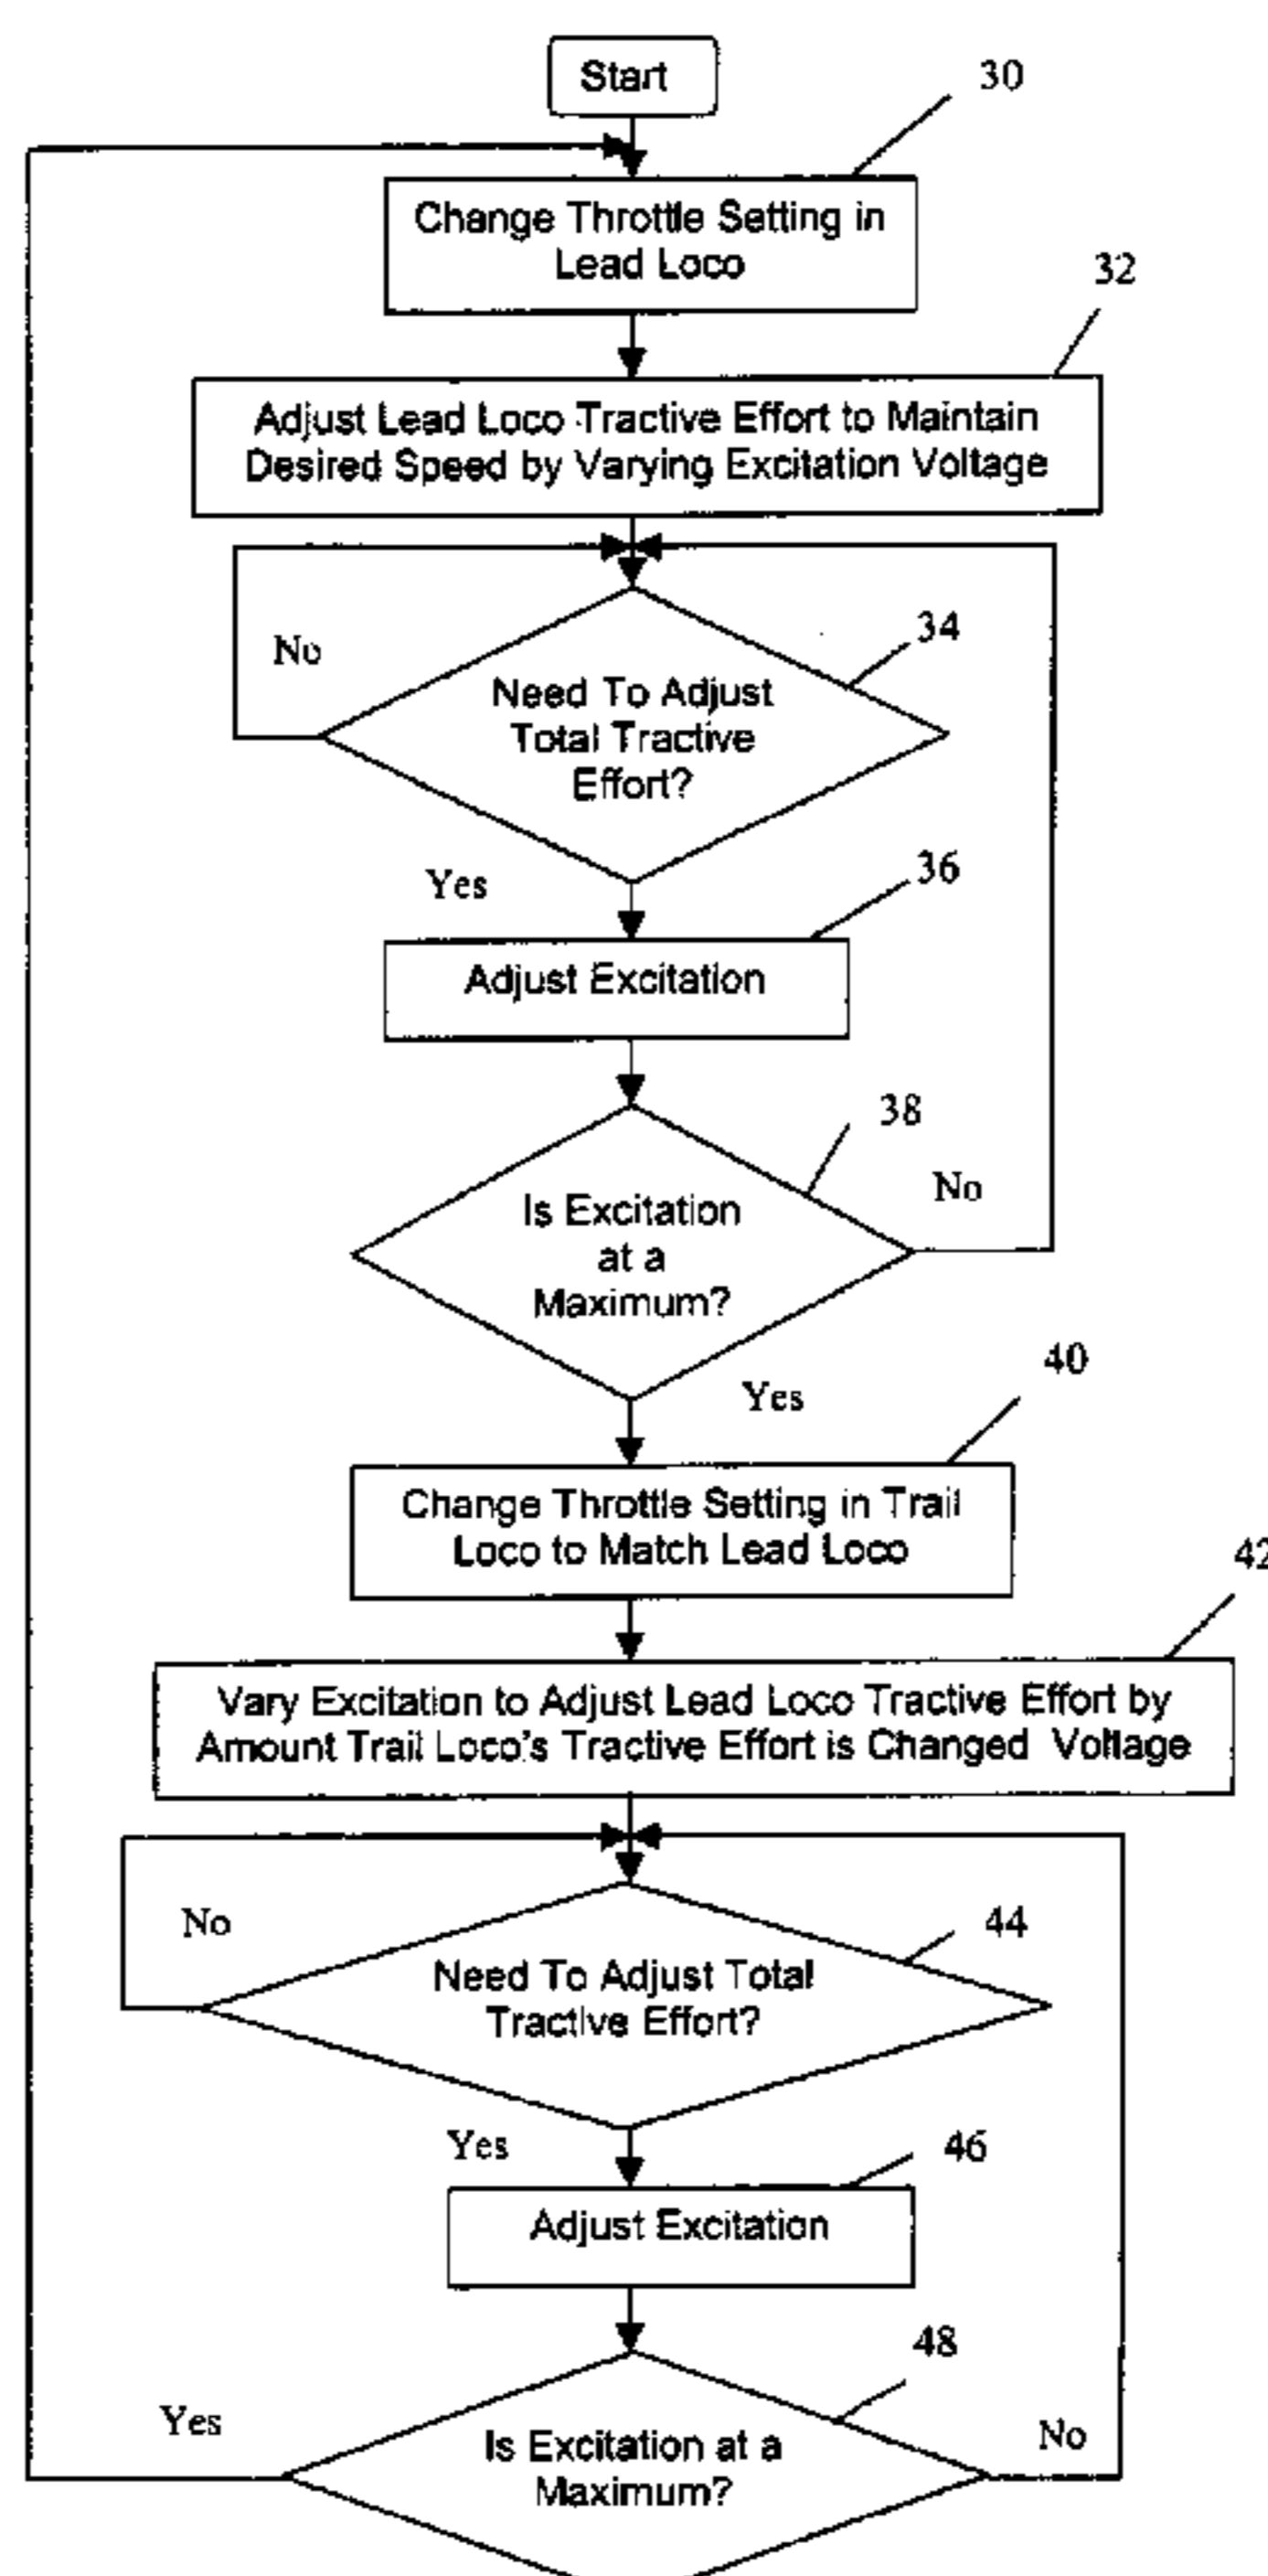 Start
30
Change Throttle Setting in
Lead Loco
32
Adjust Lead Loco Tractive Effort to Maintain
Desired Speed by Varying Excitation Voltage
34
No
Need To Adjust
Total Tractive
Effort?
Yes
36
Adjust Excitation
38
No
Is Excitation
at a
Maximum?
Yes
40
Change Throttle Setting in Trail
Loco to Match Lead Loco
42
Vary Excitation to Adjust Lead Loco Tractive Effort by
Amount Trail Loco's Tractive Effort is Changed Voltage
No
44
Need To Adjust Total
Tractive Effort?
Yes
46
Adjust Excitation
48
Yes
No
Is Excitation at a
Maximum?